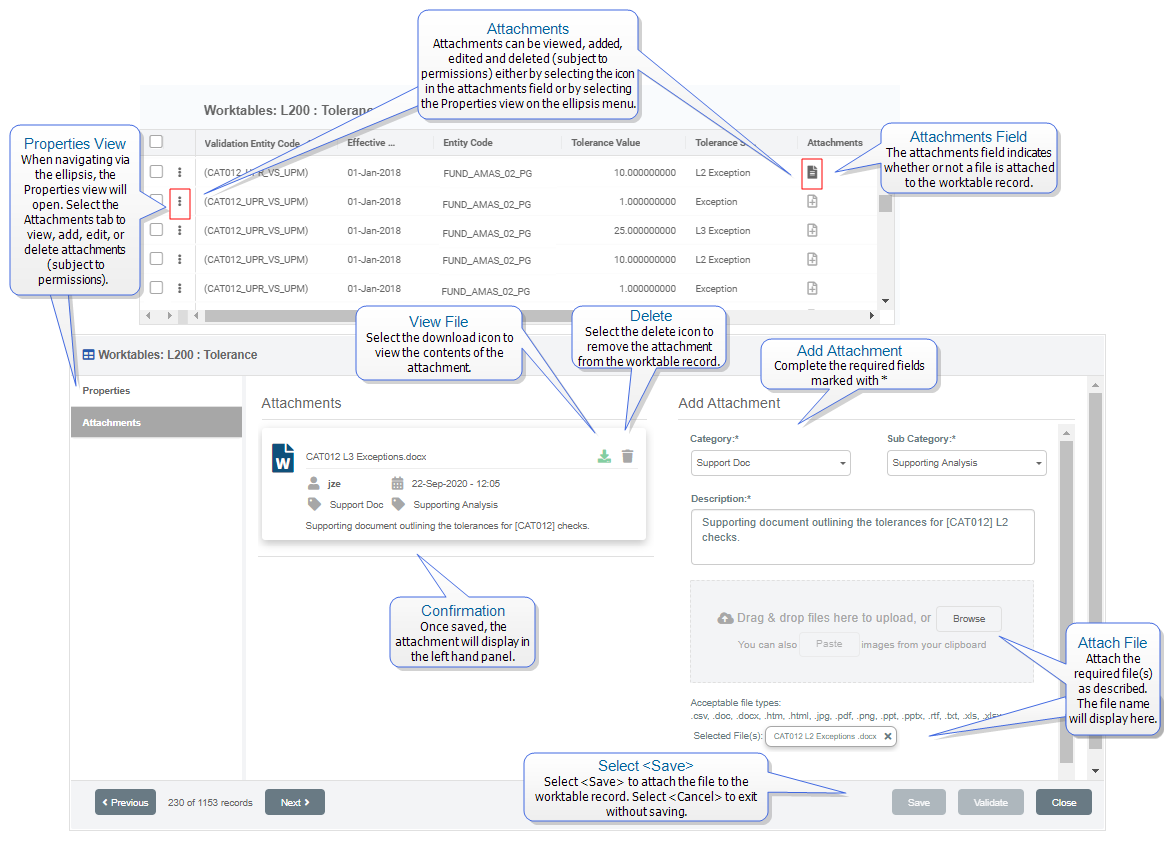 Attachments
Attachments can be viewed, added,
edited and deleted (subject to
permissions) either by selecting the icon
in the attachments field or by selecting
the Properties view on the ellipsis menu.
Worktables: L200 : Toleranc
Properties View
When navigating via
the ellipsis, the
Properties view will
open. Select the
Attachments tab to
view, add, edit, or
delete attachments
(subject to
permissions).
Attachments Field
The attachments field indicates
whether or not a file is attached
to the worktable record.
Validation Entity Code Effective ... Entity Code Tolerance Value Tolerance S Attachments
(CAT012_UPR_VS_UPM) 01-Jan-2018 FUND_AMAS_02_PG 10.000000000 L2 Exception
(CAT012_UPR_VS_UPM) 01-Jan-2018 FUND_AMAS_02_PG 1.000000000 Exception
(CAT012_UPR_VS_UPM) 01-Jan-2018 FUND_AMAS_02_PG 25.000000000 L3 Exception
(CAT012_UPR_VS_UPM) 01-Jan-2018 FUND_AMAS_02_PG 10.000000000 L2 Exception
(CAT012_UPR_VS_UPM) 01-Jan-2018 FUND_AMAS_02_PG 1.000000000 Exception
View File
Select the download icon to
view the contents of the
attachment.
Delete
Select the delete icon to
remove the attachment
from the worktable record.
Add Attachment
Complete the required fields
marked with *
Worktables: L200 : Tolerance
Properties
Attachments
Attachments
W
CAT012 L3 Exceptions.docx
jze 22-Sep-2020 - 12:05
Support Doc Supporting Analysis
Supporting document outlining the tolerances for [CAT012] checks.
Confirmation
Once saved, the
attachment will display in
the left hand panel.
Add Attachment
Category:* Sub Category:*
Support Doc Supporting Analysis
Description:*
Supporting document outlining the tolerances for [CAT012] L2
checks.
Drag & drop files here to upload, or Browse
You can also Paste images from your clipboard
Attach File
Attach the
required file(s)
as described.
The file name
will display here.
Acceptable file types:
.csv, .doc, .docx, .htm, .html, .jpg, .pdf, .png, .ppt, .pptx, .rtf, .txt, .xls, .xlsx
Selected File(s): CAT012 L2 Exceptions .docx
Select <Save>
Select <Save> to attach the file to the
worktable record. Select <Cancel> to exit
without saving.
Previous 230 of 1153 records Next Save Validate Close